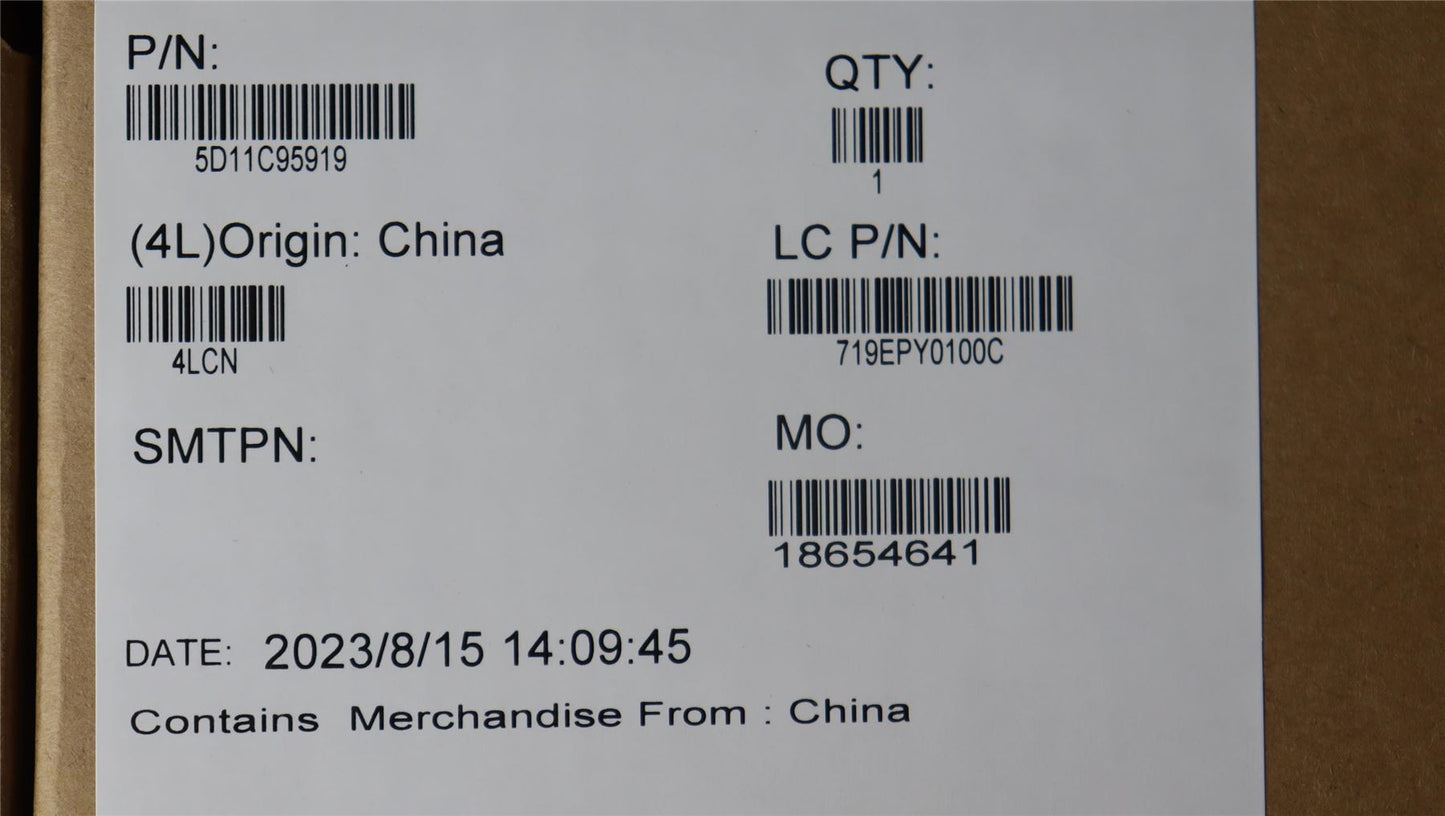 P/N:
5D11C95919
QTY:
1
(4L)Origin: China
4LCN
LC P/N:
719EPY0100C
SMTPN:
MO:
18654641
DATE: 2023/8/15 14:09:45
Contains Merchandise From : China